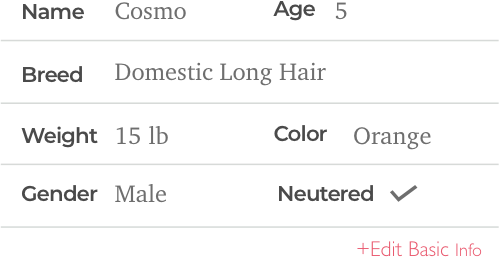 Name Cosmo Age 5
Breed Domestic Long Hair
Weight 15 lb Color Orange
Gender Male Neutered ✓
+Edit Basic Info